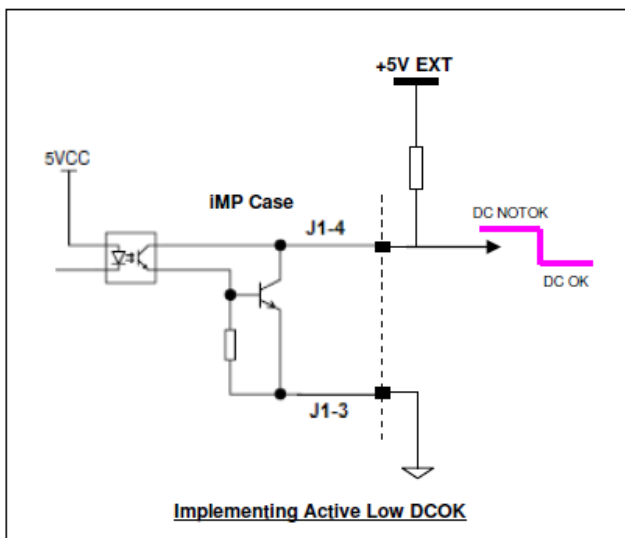 +5V EXT
5VCC
iMP Case
J1-4
DC NOTOK
DC OK
J1-3
Implementing Active Low DCOK